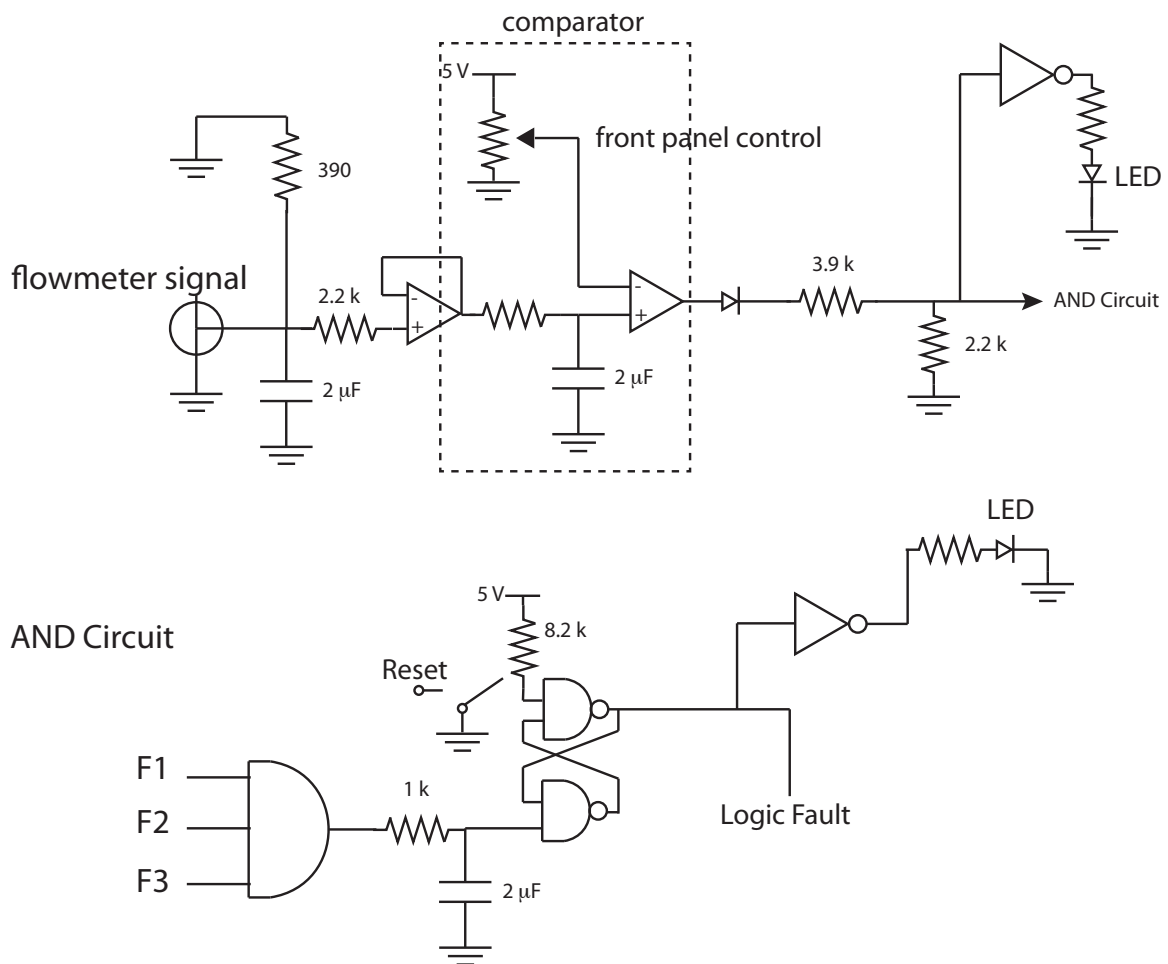 comparator
5 V
front panel control
390
LED
flowmeter signal
2.2 k
-
+
-
+
3.9 k
AND Circuit
2.2 k
2 μF
2 μF
LED
5 V
8.2 k
AND Circuit
Reset
F1
1 k
F2
Logic Fault
F3
2 μF